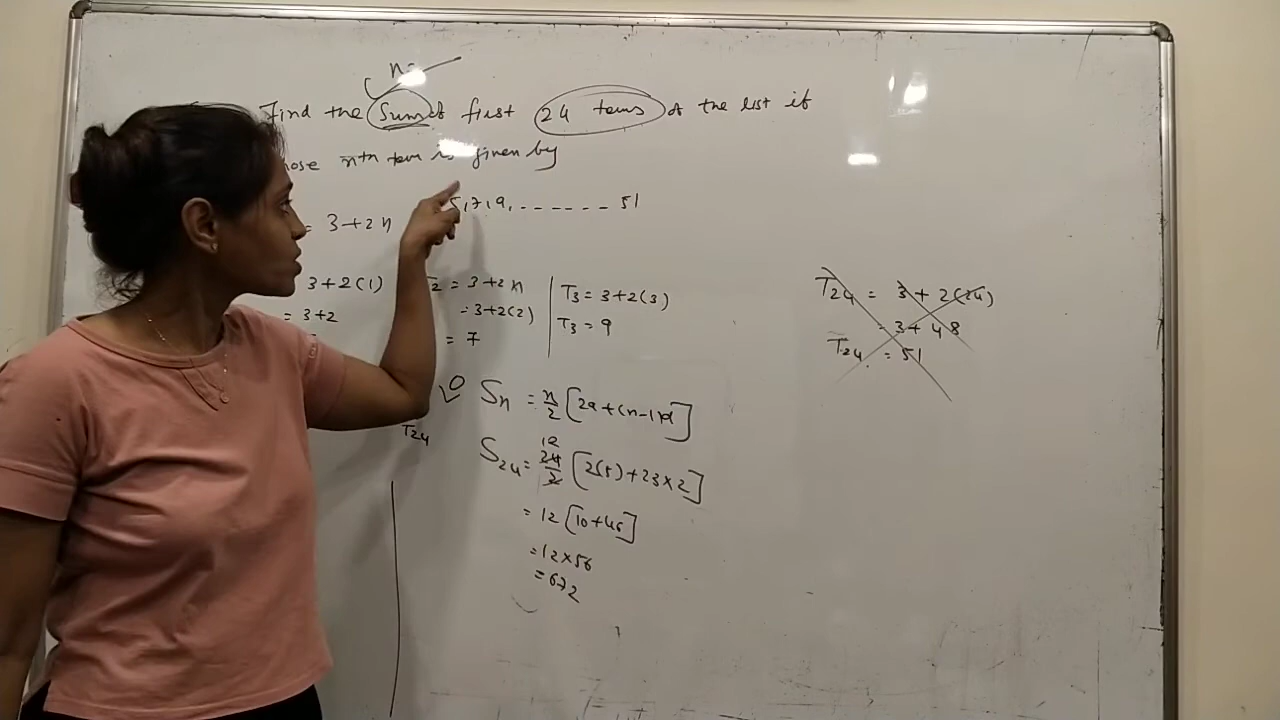 n=
Find the Sum of first 24 terms of the list if
nth term is given by
5, 7, 9, - - - - - - 51
= 3+2n
3+2(1)
= 3+2
T2 = 3+2n
= 3+2(2)
= 7
T3 = 3+2(3)
T3 = 9
T24 = 3 + 2(24)
= 3+48
T24 = 51
T24
Sn = n/2 [2a+(n-1)d]
12
S24 = 24/2 [2(5)+23×2]
= 12 [10+46]
= 12×56
= 672